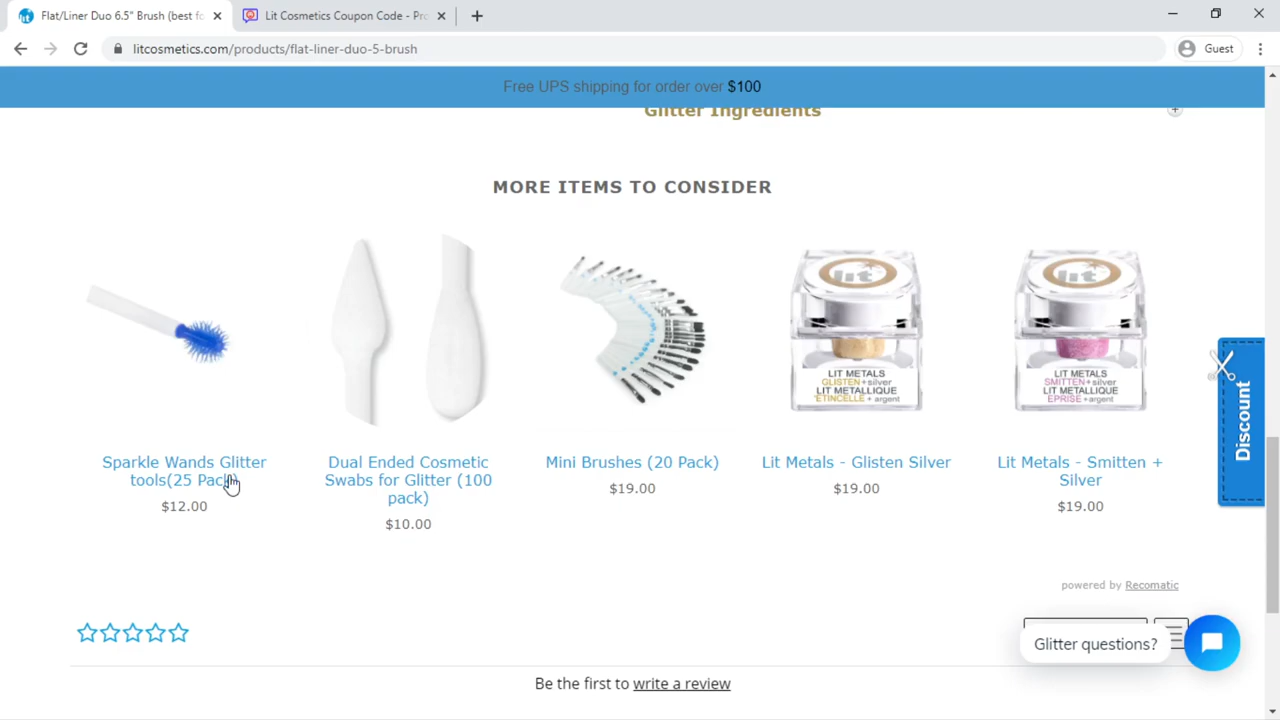 Flat/Liner Duo 6.5" Brush (best fo
Lit Cosmetics Coupon Code - Pro
litcosmetics.com/products/flat-liner-duo-5-brush
Guest
Free UPS shipping for order over $100
Glitter Ingredients
MORE ITEMS TO CONSIDER
lit
LIT METALS
GLISTEN+silver
LIT METALLIQUE
ETINCELLE + argent
lit
LIT METALS
SMITTEN+silver
LIT METALLIQUE
EPRISE + argent
Discount
Sparkle Wands Glitter
tools(25 Pack)
$12.00
Dual Ended Cosmetic
Swabs for Glitter (100
pack)
$10.00
Mini Brushes (20 Pack)
$19.00
Lit Metals - Glisten Silver
$19.00
Lit Metals - Smitten +
Silver
$19.00
powered by Recomatic
Glitter questions?
Be the first to write a review